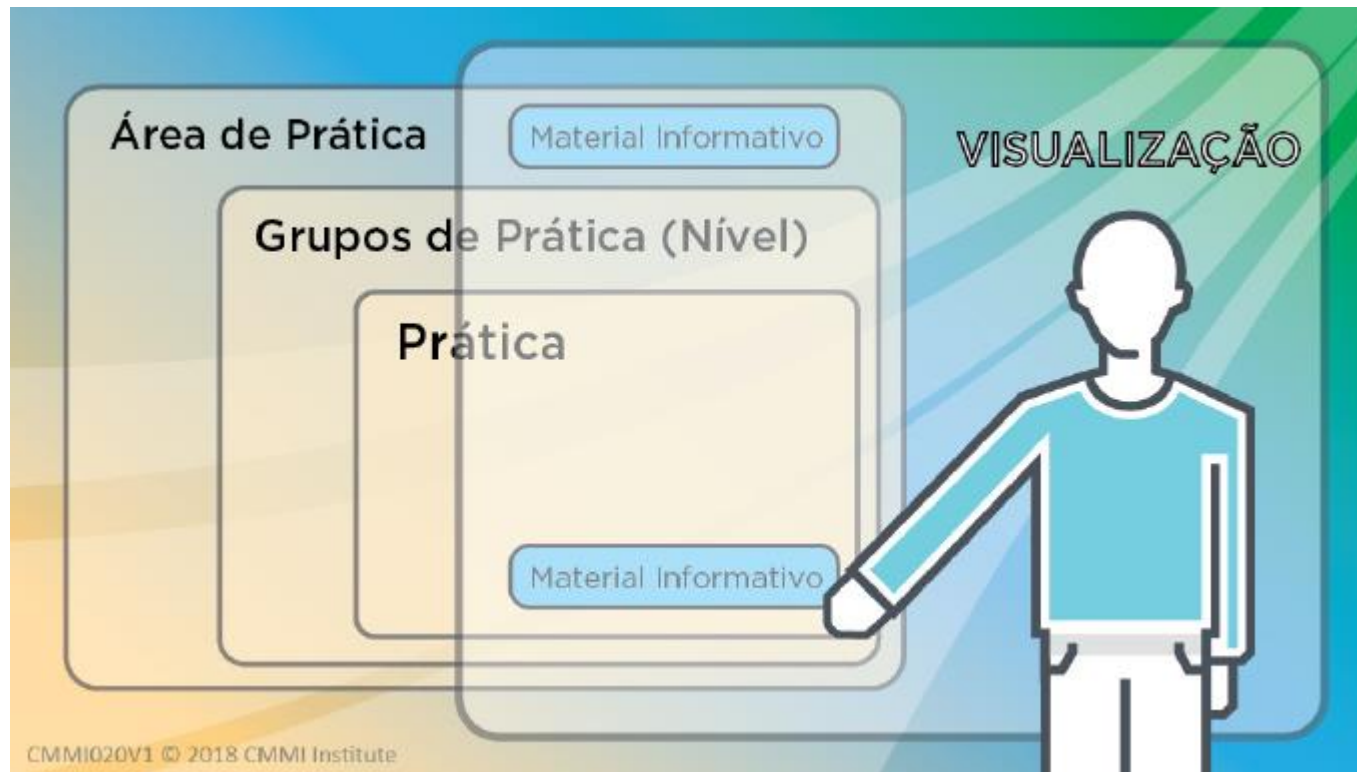 Área de Prática
Material Informativo
VISUALIZAÇÃO
Grupos de Prática (Nível)
Prática
Material Informativo
CMMI020V1 © 2018 CMMI Institute